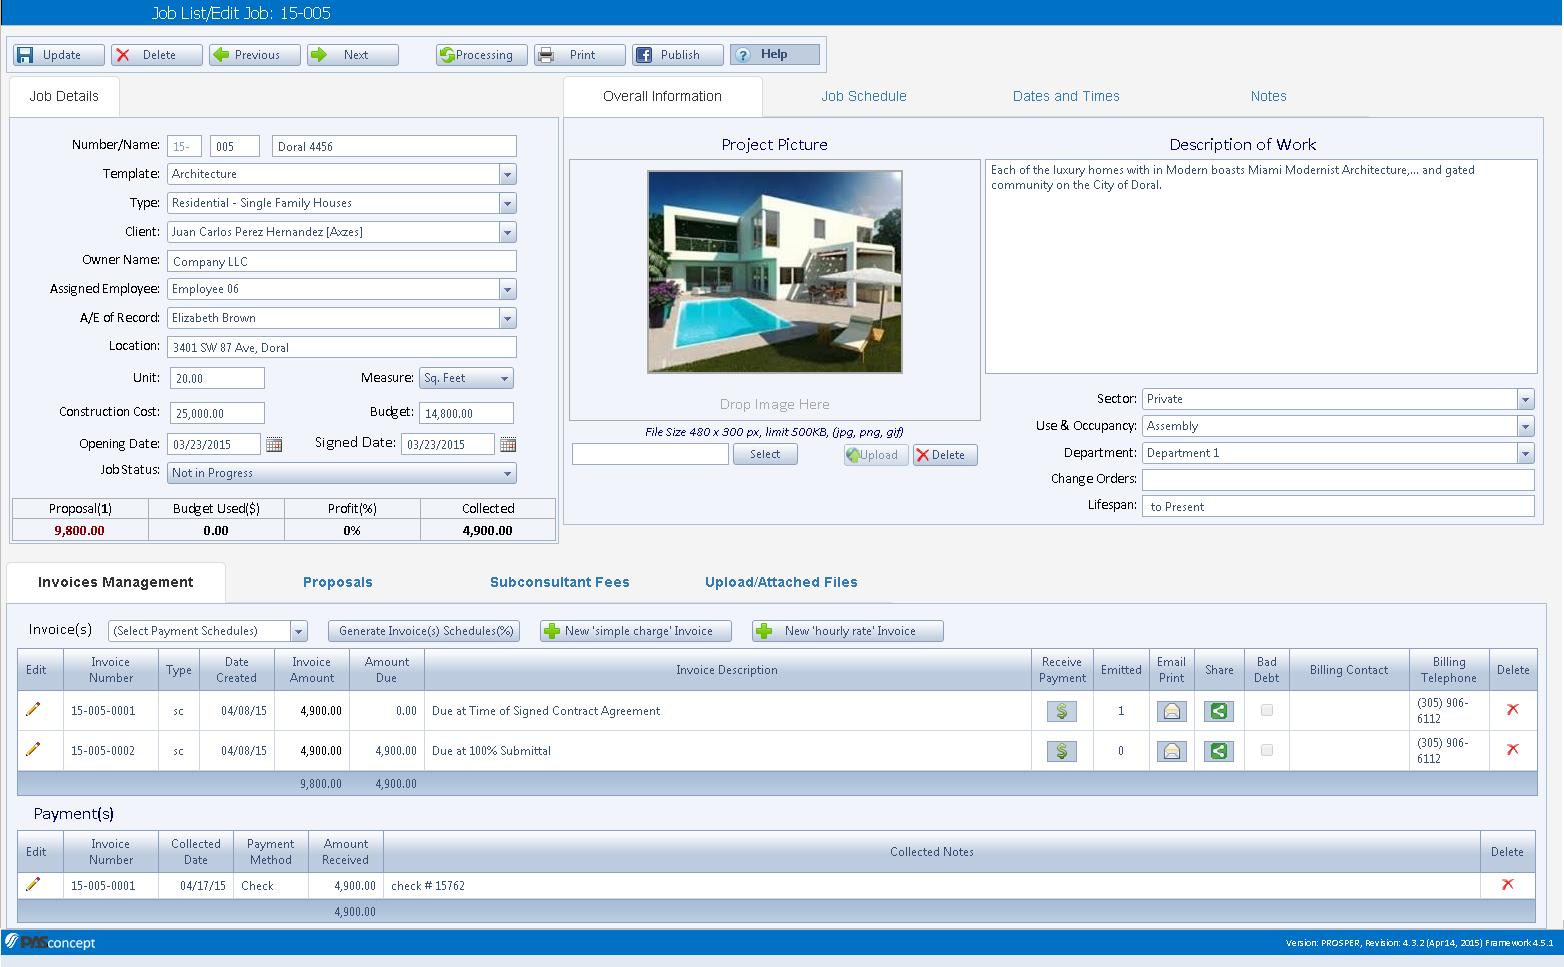 Job List/Edit Job: 15-005
Update Delete Previous Next Processing Print Publish Help
Job Details
Overall Information Job Schedule Dates and Times Notes
Number/Name: 15- 005 Doral 4456
Template: Architecture
Type: Residential - Single Family Houses
Client: Juan Carlos Perez Hernandez [Axzes]
Owner Name: Company LLC
Assigned Employee: Employee 06
A/E of Record: Elizabeth Brown
Location: 3401 SW 87 Ave, Doral
Unit: 20.00 Measure: Sq. Feet
Construction Cost: 25,000.00 Budget: 14,800.00
Opening Date: 03/23/2015 Signed Date: 03/23/2015
Job Status: Not in Progress
Proposal(1) Budget Used($) Profit(%) Collected
9,800.00 0.00 0% 4,900.00
Project Picture
Drop Image Here
File Size 480 x 300 px, limit 500KB, (jpg, png, gif)
Select Upload Delete
Description of Work
Each of the luxury homes with in Modern boasts Miami Modernist Architecture,... and gated
community on the City of Doral.
Sector: Private
Use & Occupancy: Assembly
Department: Department 1
Change Orders:
Lifespan: to Present
Invoices Management Proposals Subconsultant Fees Upload/Attached Files
Invoice(s) (Select Payment Schedules) Generate Invoice(s) Schedules(%) New 'simple charge' Invoice New 'hourly rate' Invoice
Edit Invoice Number Type Date Created Invoice Amount Amount Due Invoice Description Receive Payment Emitted Email Print Share Bad Debt Billing Contact Billing Telephone Delete
15-005-0001 sc 04/08/15 4,900.00 0.00 Due at Time of Signed Contract Agreement 1 (305) 906-6112
15-005-0002 sc 04/08/15 4,900.00 4,900.00 Due at 100% Submittal 0 (305) 906-6112
9,800.00 4,900.00
Payment(s)
Edit Invoice Number Collected Date Payment Method Amount Received Collected Notes Delete
15-005-0001 04/17/15 Check 4,900.00 check # 15762
4,900.00
PASconcept
Version: PROSPER, Revision: 4.3.2 (Apr 14, 2015) Framework 4.5.1